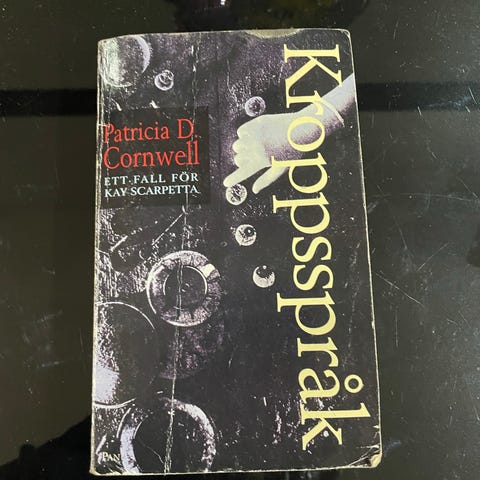 Patricia D.
Cornwell
ETT FALL FÖR
KAY SCARPETTA
Kroppsspråk
PAN